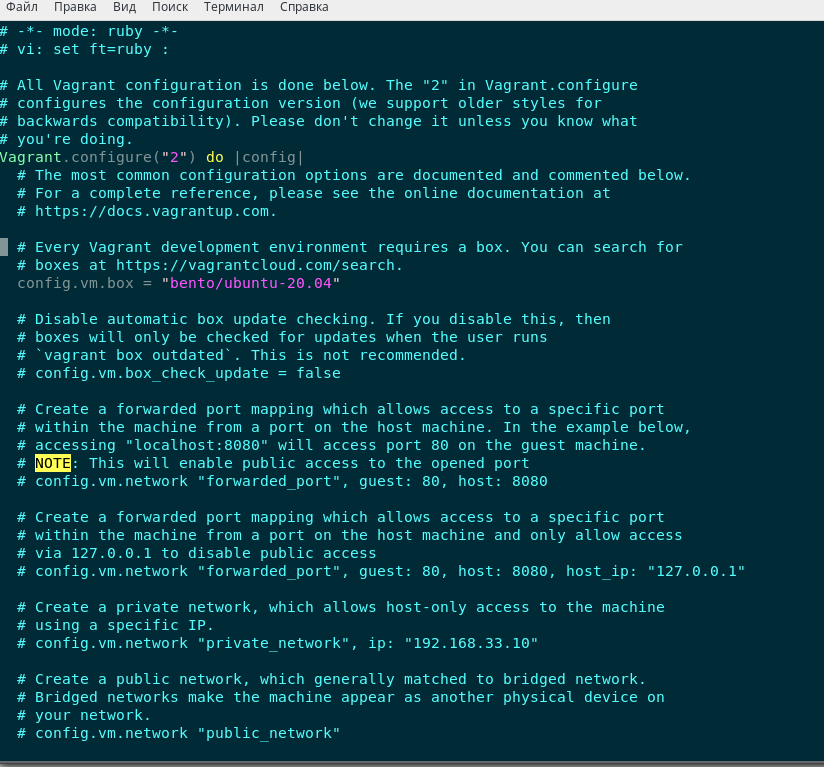 Файл Правка Вид Поиск Терминал Справка
# -*- mode: ruby -*-
# vi: set ft=ruby :
# All Vagrant configuration is done below. The "2" in Vagrant.configure
# configures the configuration version (we support older styles for
# backwards compatibility). Please don't change it unless you know what
# you're doing.
Vagrant.configure("2") do |config|
  # The most common configuration options are documented and commented below.
  # For a complete reference, please see the online documentation at
  # https://docs.vagrantup.com.
  # Every Vagrant development environment requires a box. You can search for
  # boxes at https://vagrantcloud.com/search.
  config.vm.box = "bento/ubuntu-20.04"
  # Disable automatic box update checking. If you disable this, then
  # boxes will only be checked for updates when the user runs
  # `vagrant box outdated`. This is not recommended.
  # config.vm.box_check_update = false
  # Create a forwarded port mapping which allows access to a specific port
  # within the machine from a port on the host machine. In the example below,
  # accessing "localhost:8080" will access port 80 on the guest machine.
  # NOTE: This will enable public access to the opened port
  # config.vm.network "forwarded_port", guest: 80, host: 8080
  # Create a forwarded port mapping which allows access to a specific port
  # within the machine from a port on the host machine and only allow access
  # via 127.0.0.1 to disable public access
  # config.vm.network "forwarded_port", guest: 80, host: 8080, host_ip: "127.0.0.1"
  # Create a private network, which allows host-only access to the machine
  # using a specific IP.
  # config.vm.network "private_network", ip: "192.168.33.10"
  # Create a public network, which generally matched to bridged network.
  # Bridged networks make the machine appear as another physical device on
  # your network.
  # config.vm.network "public_network"